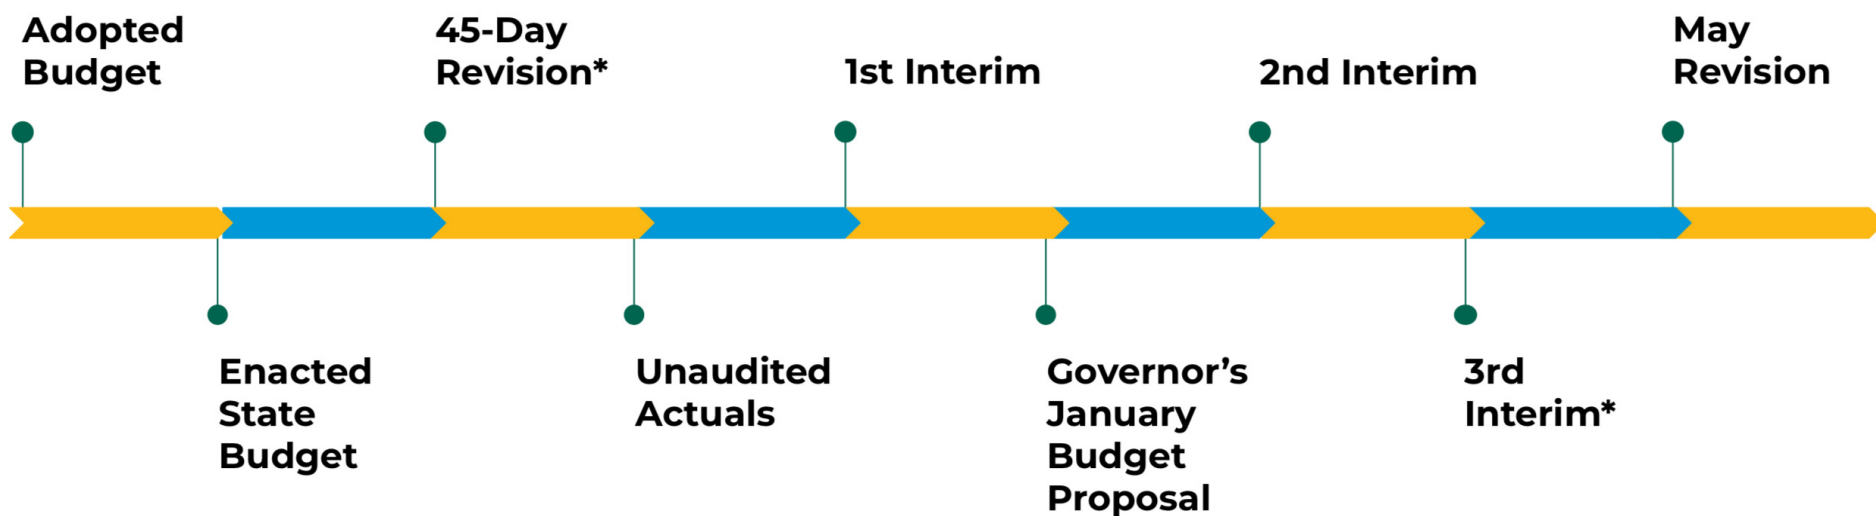 Adopted
Budget
45-Day
Revision*
1st Interim
2nd Interim
May
Revision
Enacted
State
Budget
Unaudited
Actuals
Governor’s
January
Budget
Proposal
3rd
Interim*